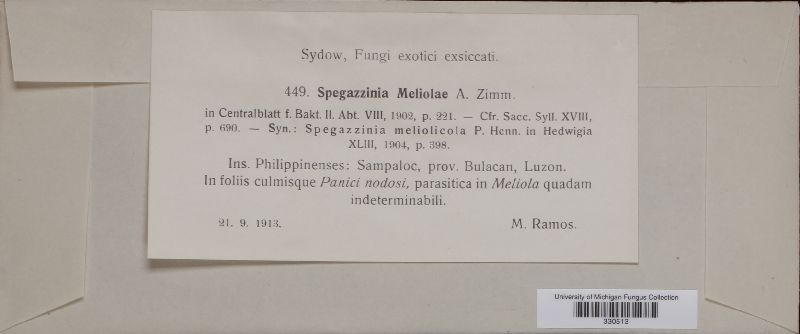 Sydow, Fungi exotici exsiccati.
449. Spegazzinia Meliolae A. Zimm.
in Centralblatt f. Bakt. II. Abt. VIII, 1902, p. 221. — Cfr. Sacc. Syll. XVIII,
p. 690. — Syn.: Spegazzinia meliolicola P. Henn. in Hedwigia
XLIII, 1904, p. 398.
Ins. Philippinenses: Sampaloc, prov. Bulacan, Luzon.
In foliis culmisque Panici nodosi, parasitica in Meliola quadam
indeterminabili.
21. 9. 1913. M. Ramos.
University of Michigan Fungus Collection
330513